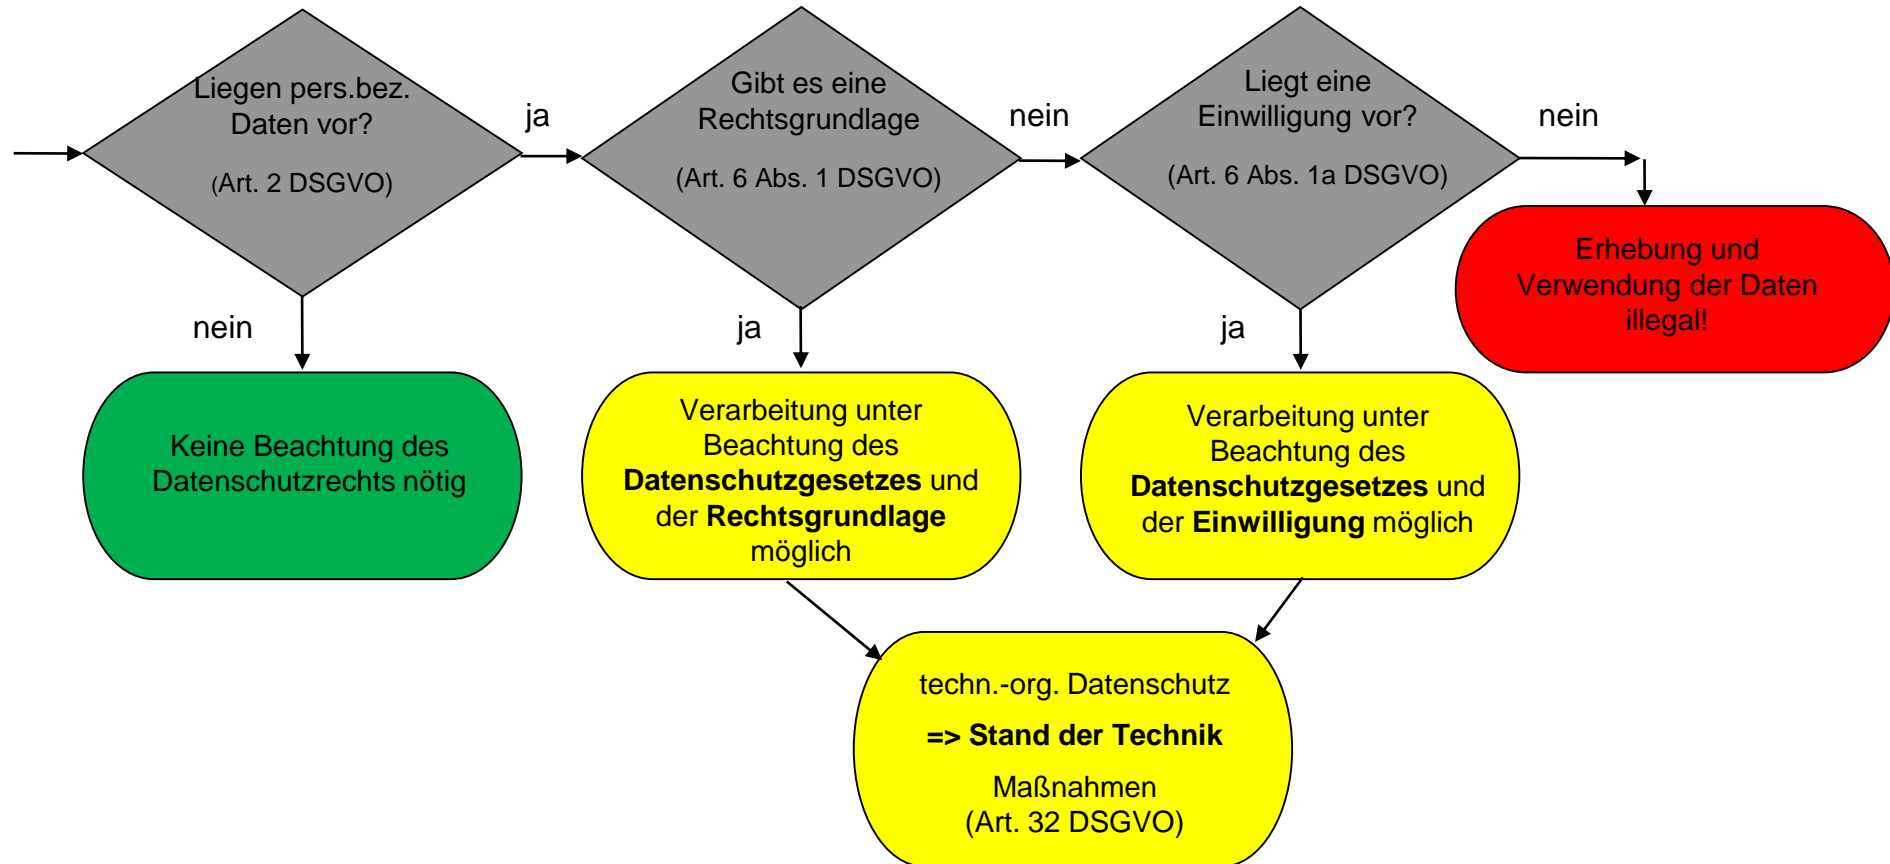 Liegen pers.bez.
Daten vor?
(Art. 2 DSGVO)
ja
Gibt es eine
Rechtsgrundlage
(Art. 6 Abs. 1 DSGVO)
nein
Liegt eine
Einwilligung vor?
(Art. 6 Abs. 1a DSGVO)
nein
Erhebung und
Verwendung der Daten
illegal!
nein
ja
ja
Keine Beachtung des
Datenschutzrechts nötig
Verarbeitung unter
Beachtung des
Datenschutzgesetzes und
der Rechtsgrundlage
möglich
Verarbeitung unter
Beachtung des
Datenschutzgesetzes und
der Einwilligung möglich
techn.-org. Datenschutz
=> Stand der Technik
Maßnahmen
(Art. 32 DSGVO)